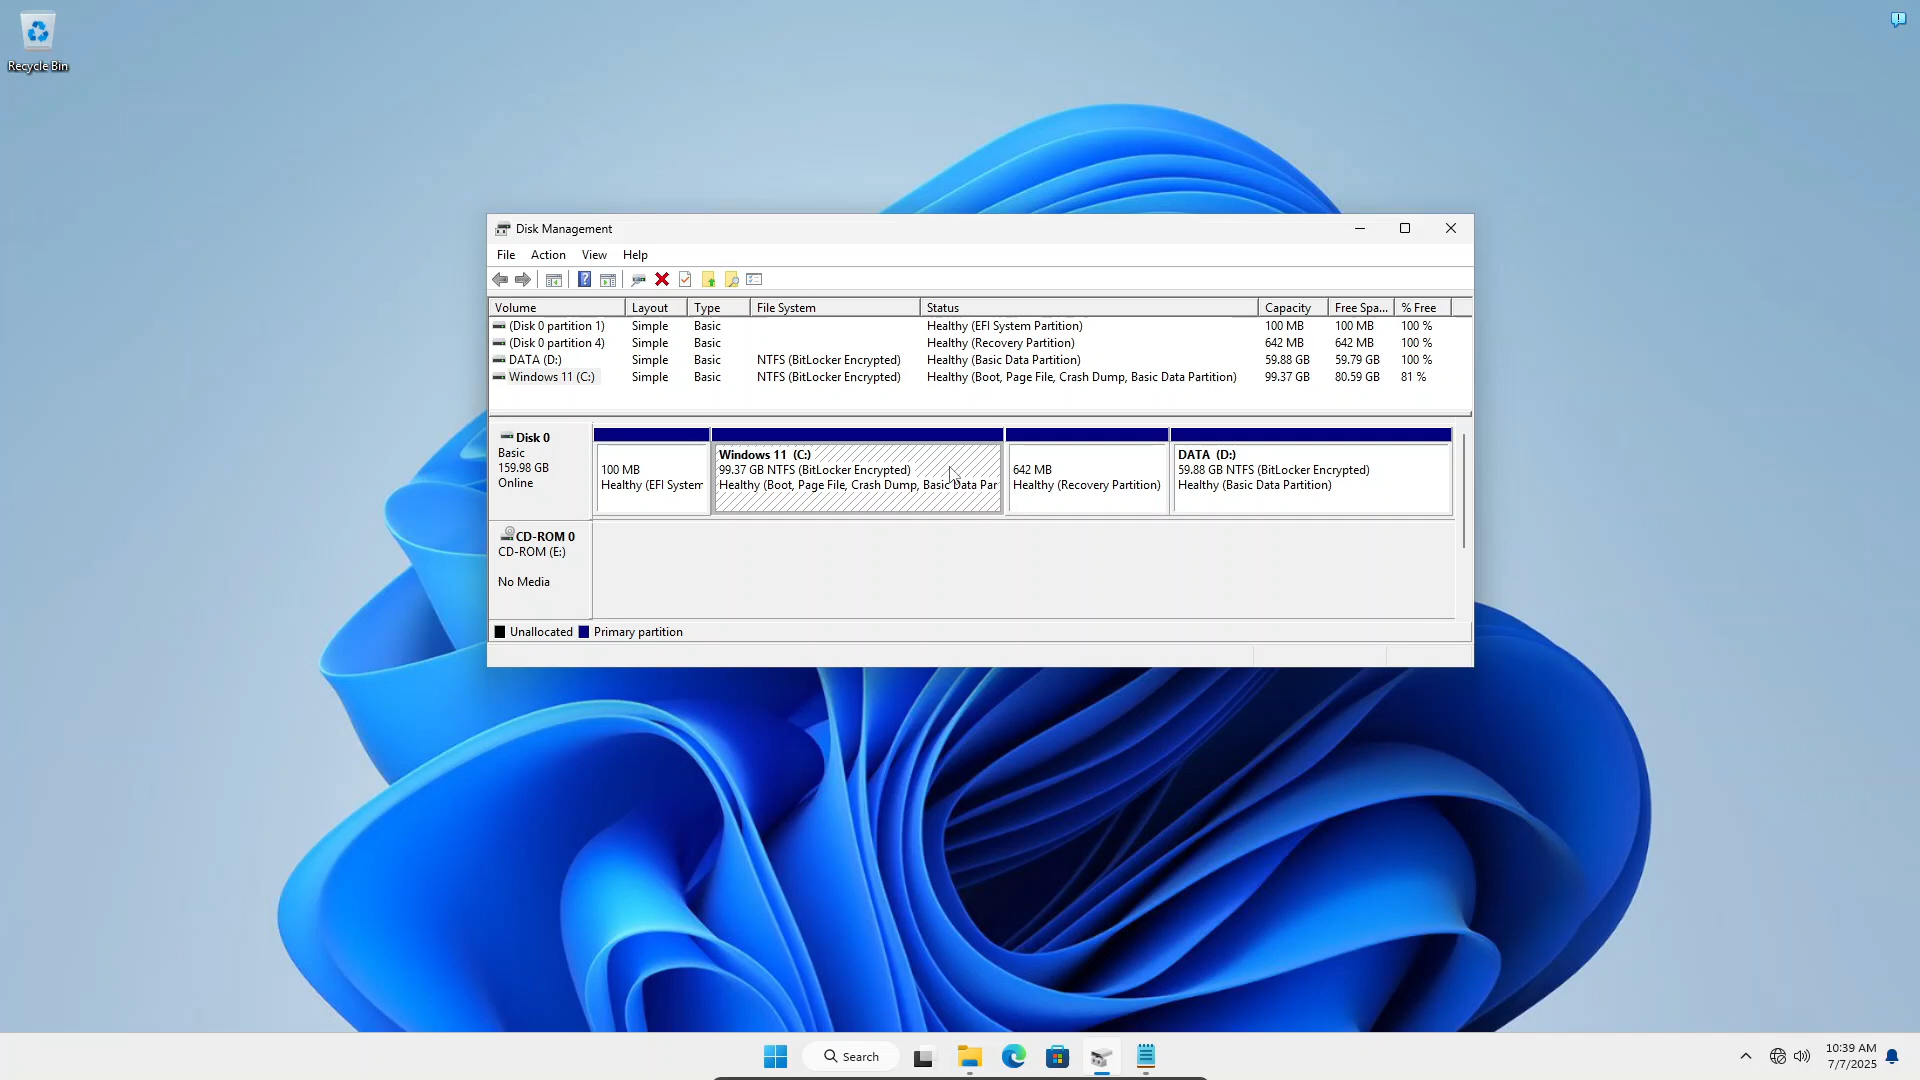 Recycle Bin
Disk Management
File Action View Help
Volume Layout Type File System Status Capacity Free Spa... % Free
(Disk 0 partition 1) Simple Basic Healthy (EFI System Partition) 100 MB 100 MB 100 %
(Disk 0 partition 4) Simple Basic Healthy (Recovery Partition) 642 MB 642 MB 100 %
DATA (D:) Simple Basic NTFS (BitLocker Encrypted) Healthy (Basic Data Partition) 59.88 GB 59.79 GB 100 %
Windows 11 (C:) Simple Basic NTFS (BitLocker Encrypted) Healthy (Boot, Page File, Crash Dump, Basic Data Partition) 99.37 GB 80.59 GB 81 %
Disk 0
Basic
159.98 GB
Online
100 MB
Healthy (EFI System
Windows 11 (C:)
99.37 GB NTFS (BitLocker Encrypted)
Healthy (Boot, Page File, Crash Dump, Basic Data Par
642 MB
Healthy (Recovery Partition)
DATA (D:)
59.88 GB NTFS (BitLocker Encrypted)
Healthy (Basic Data Partition)
CD-ROM 0
CD-ROM (E:)
No Media
Unallocated Primary partition
Search
10:39 AM
7/7/2025